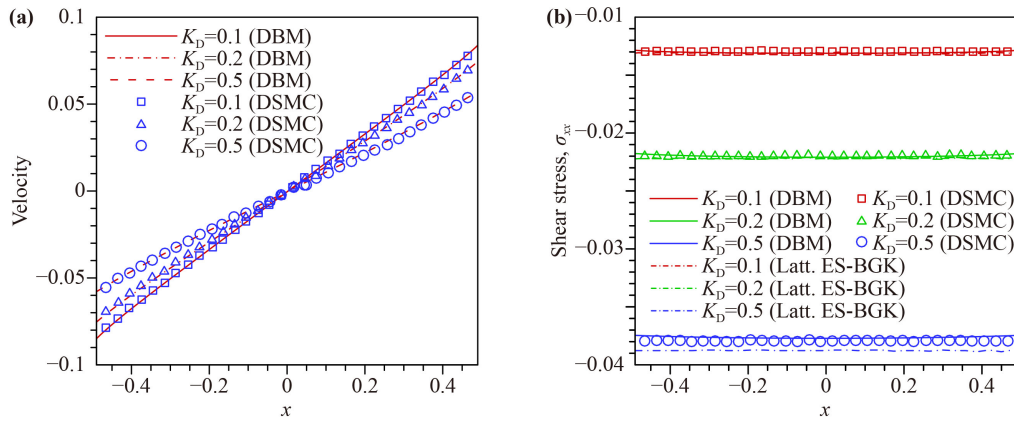 (a)
0.1
0.05
0
−0.05
−0.1
Velocity
K_D=0.1 (DBM)
K_D=0.2 (DBM)
K_D=0.5 (DBM)
K_D=0.1 (DSMC)
K_D=0.2 (DSMC)
K_D=0.5 (DSMC)
−0.4 −0.2 0 0.2 0.4
x
(b)
−0.01
−0.02
−0.03
−0.04
Shear stress, σ_xx
K_D=0.1 (DBM) K_D=0.1 (DSMC)
K_D=0.2 (DBM) K_D=0.2 (DSMC)
K_D=0.5 (DBM) K_D=0.5 (DSMC)
K_D=0.1 (Latt. ES-BGK)
K_D=0.2 (Latt. ES-BGK)
K_D=0.5 (Latt. ES-BGK)
−0.4 −0.2 0 0.2 0.4
x